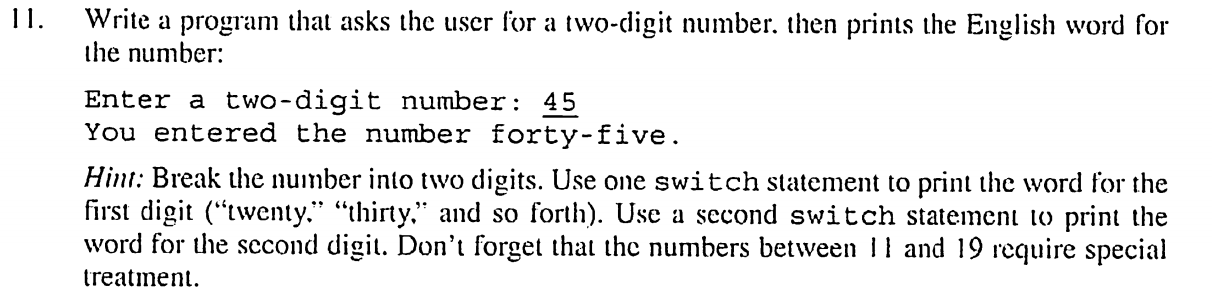 11. Write a program that asks the user for a two-digit number. then prints the English word for
the number:
Enter a two-digit number: 45
You entered the number forty-five.
Hint: Break the number into two digits. Use one switch statement to print the word for the
first digit (“twenty,” “thirty,” and so forth). Use a second switch statement to print the
word for the second digit. Don’t forget that the numbers between 11 and 19 require special
treatment.